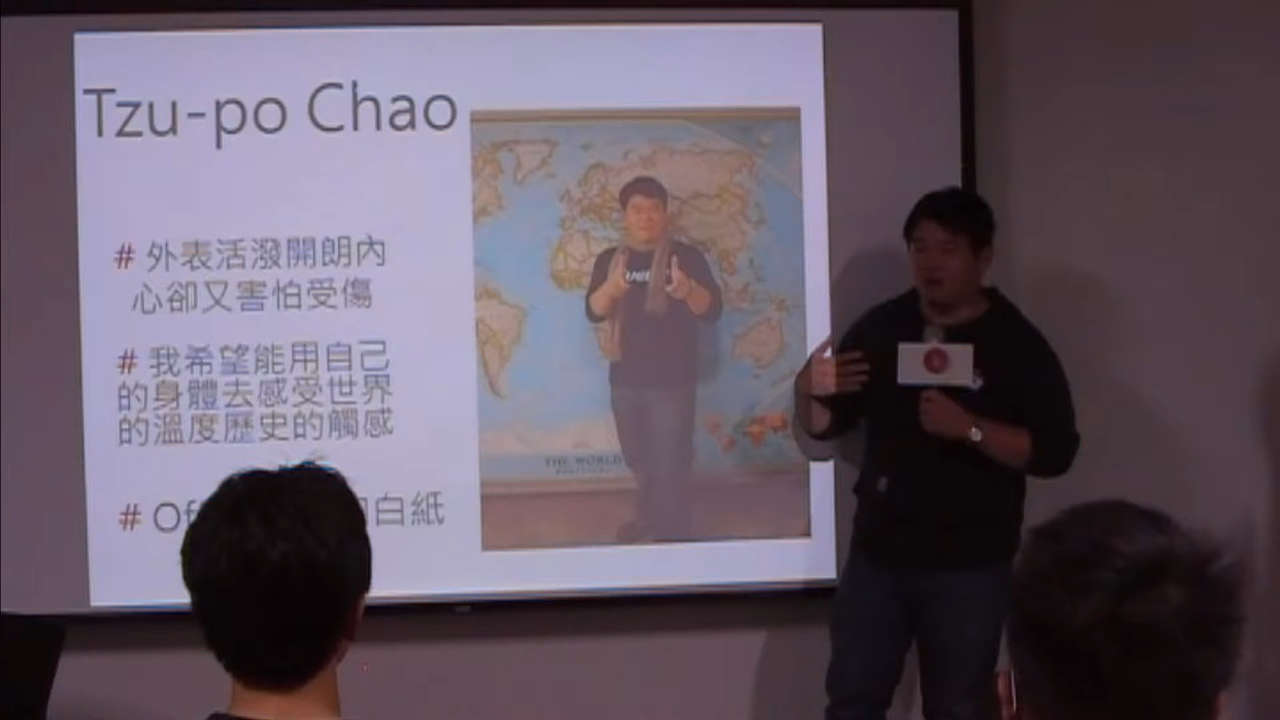 Tzu-po Chao
# 外表活潑開朗內
心卻又害怕受傷
# 我希望能用自己
的身體去感受世界
的溫度歷史的觸感
# Of 白紙
THE WORLD